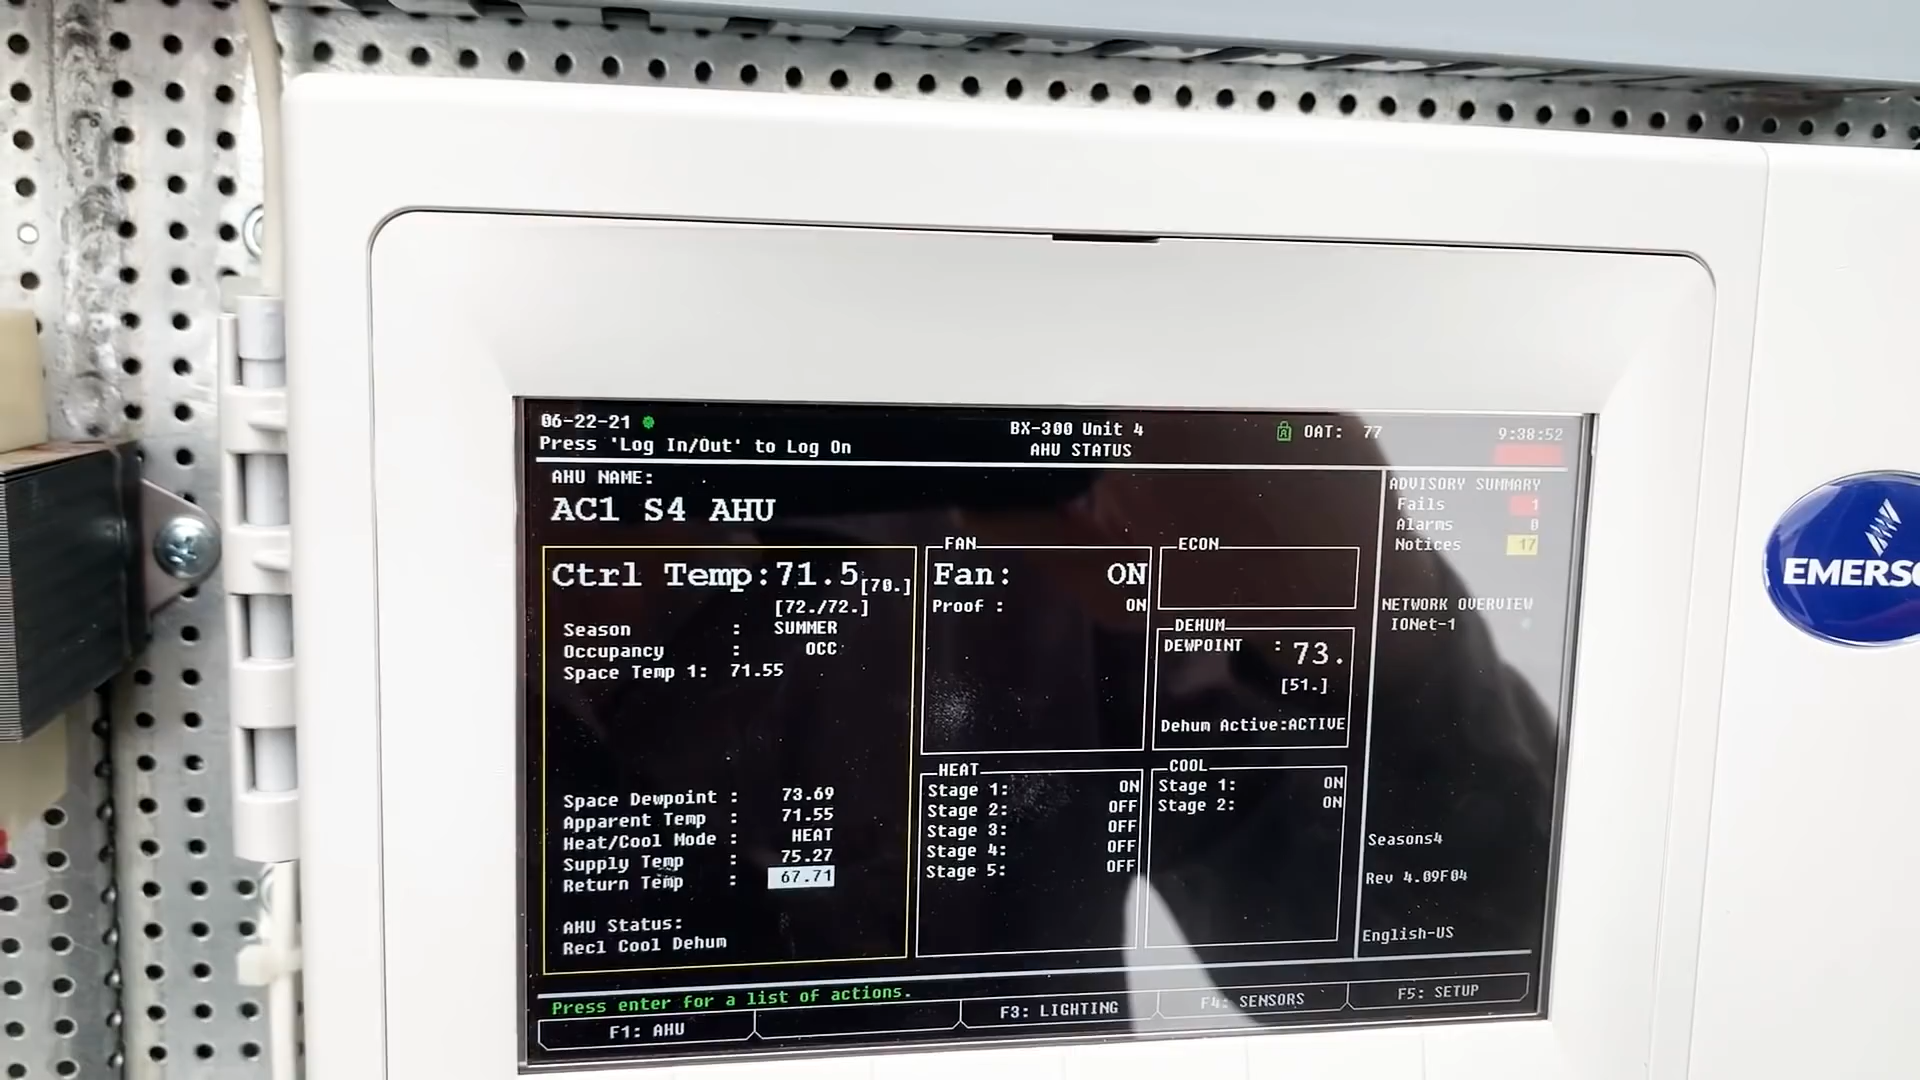 06-22-21
Press 'Log In/Out' to Log On
BX-300 Unit 4
AHU STATUS
OAT: 77
9:38:52
AHU NAME:
AC1 S4 AHU
Ctrl Temp:71.5[70.]
[72./72.]
Season : SUMMER
Occupancy : OCC
Space Temp 1: 71.55
Space Dewpoint : 73.69
Apparent Temp : 71.55
Heat/Cool Mode : HEAT
Supply Temp : 75.27
Return Temp : 67.71
AHU Status:
Recl Cool Dehum
FAN
Fan: ON
Proof : ON
HEAT
Stage 1: ON
Stage 2: OFF
Stage 3: OFF
Stage 4: OFF
Stage 5: OFF
ECON
DEHUM
DEWPOINT : 73.
[51.]
Dehum Active:ACTIVE
COOL
Stage 1: ON
Stage 2: ON
ADVISORY SUMMARY
Fails 1
Alarms 0
Notices 17
NETWORK OVERVIEW
IONet-1
Seasons4
Rev 4.09F04
English-US
Press enter for a list of actions.
F1: AHU
F3: LIGHTING
F4: SENSORS
F5: SETUP